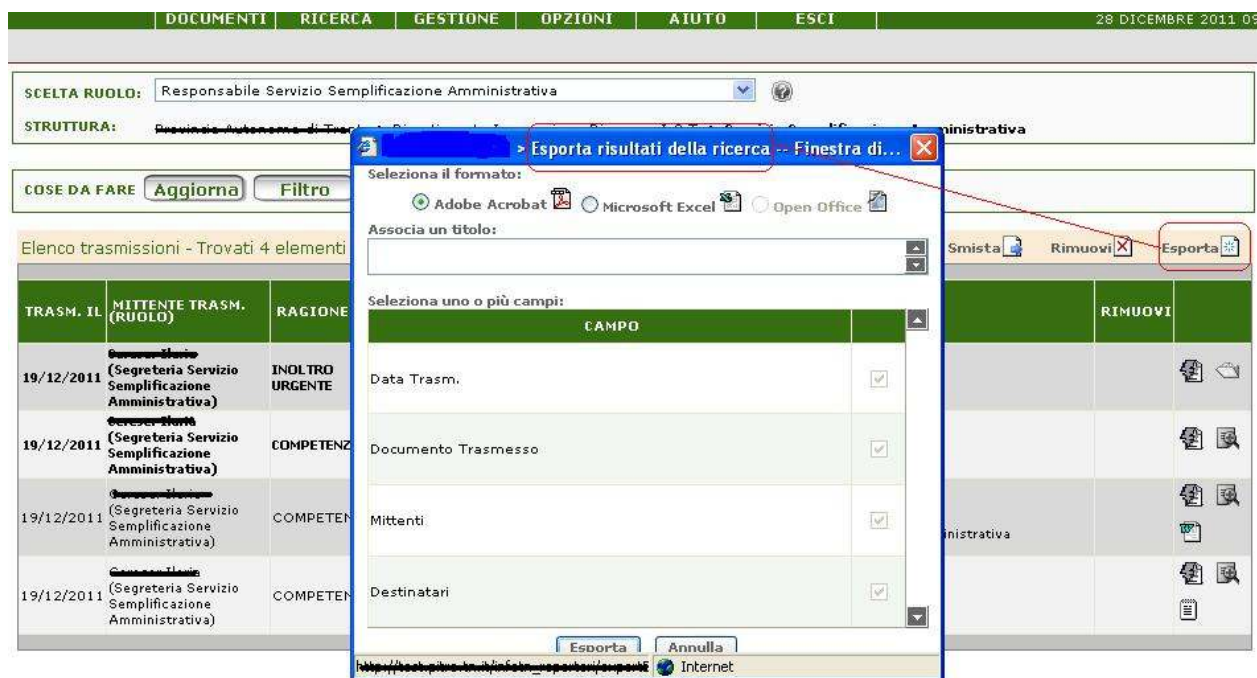 DOCUMENTI RICERCA GESTIONE OPZIONI AIUTO ESCI 28 DICEMBRE 2011 09
SCELTA RUOLO: Responsabile Servizio Semplificazione Amministrativa
STRUTTURA: ministrativa
> Esporta risultati della ricerca -- Finestra di...
COSE DA FARE Aggiorna Filtro
Seleziona il formato:
Adobe Acrobat Microsoft Excel Open Office
Associa un titolo:
Elenco trasmissioni - Trovati 4 elementi Smista Rimuovi Esporta
Seleziona uno o più campi:
CAMPO
TRASM. IL MITTENTE TRASM. (RUOLO) RAGIONE RIMUOVI
19/12/2011 (Segreteria Servizio Semplificazione Amministrativa) INOLTRO URGENTE
Data Trasm.
19/12/2011 (Segreteria Servizio Semplificazione Amministrativa) COMPETENZ
Documento Trasmesso
19/12/2011 (Segreteria Servizio Semplificazione Amministrativa) COMPETEN
Mittenti
inistrativa
19/12/2011 (Segreteria Servizio Semplificazione Amministrativa) COMPETEN
Destinatari
Esporta Annulla
Internet